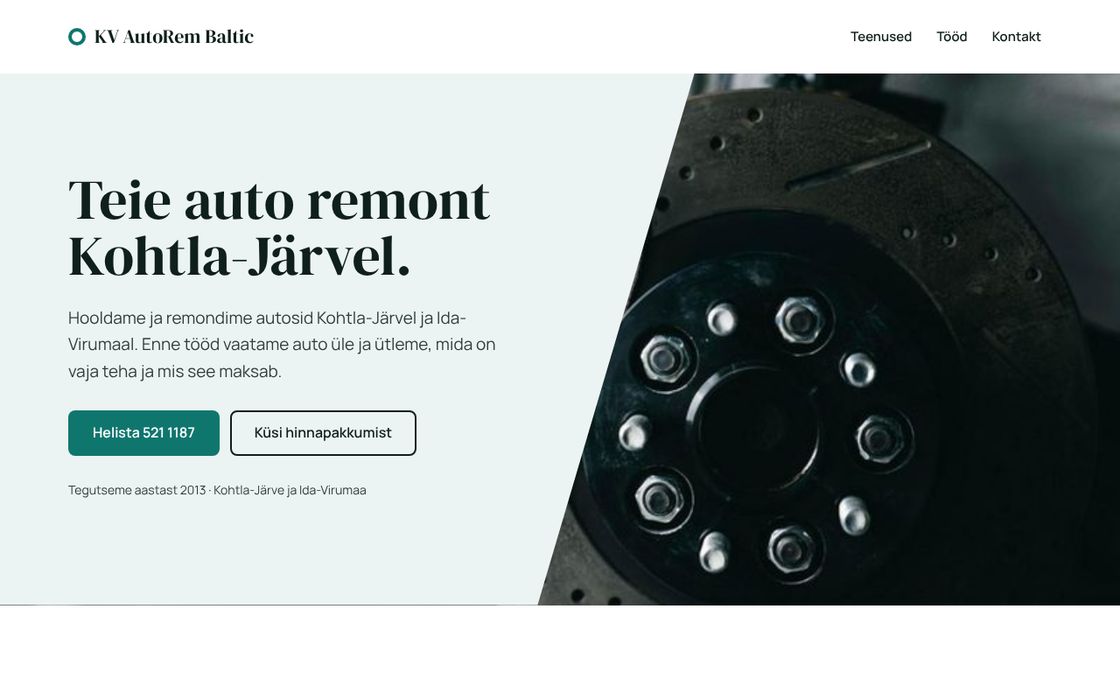 KV AutoRem Baltic
Teenused Tööd Kontakt
Teie auto remont
Kohtla-Järvel.
Hooldame ja remondime autosid Kohtla-Järvel ja Ida-
Virumaal. Enne tööd vaatame auto üle ja ütleme, mida on
vaja teha ja mis see maksab.
Helista 521 1187 Küsi hinnapakkumist
Tegutseme aastast 2013 · Kohtla-Järve ja Ida-Virumaa